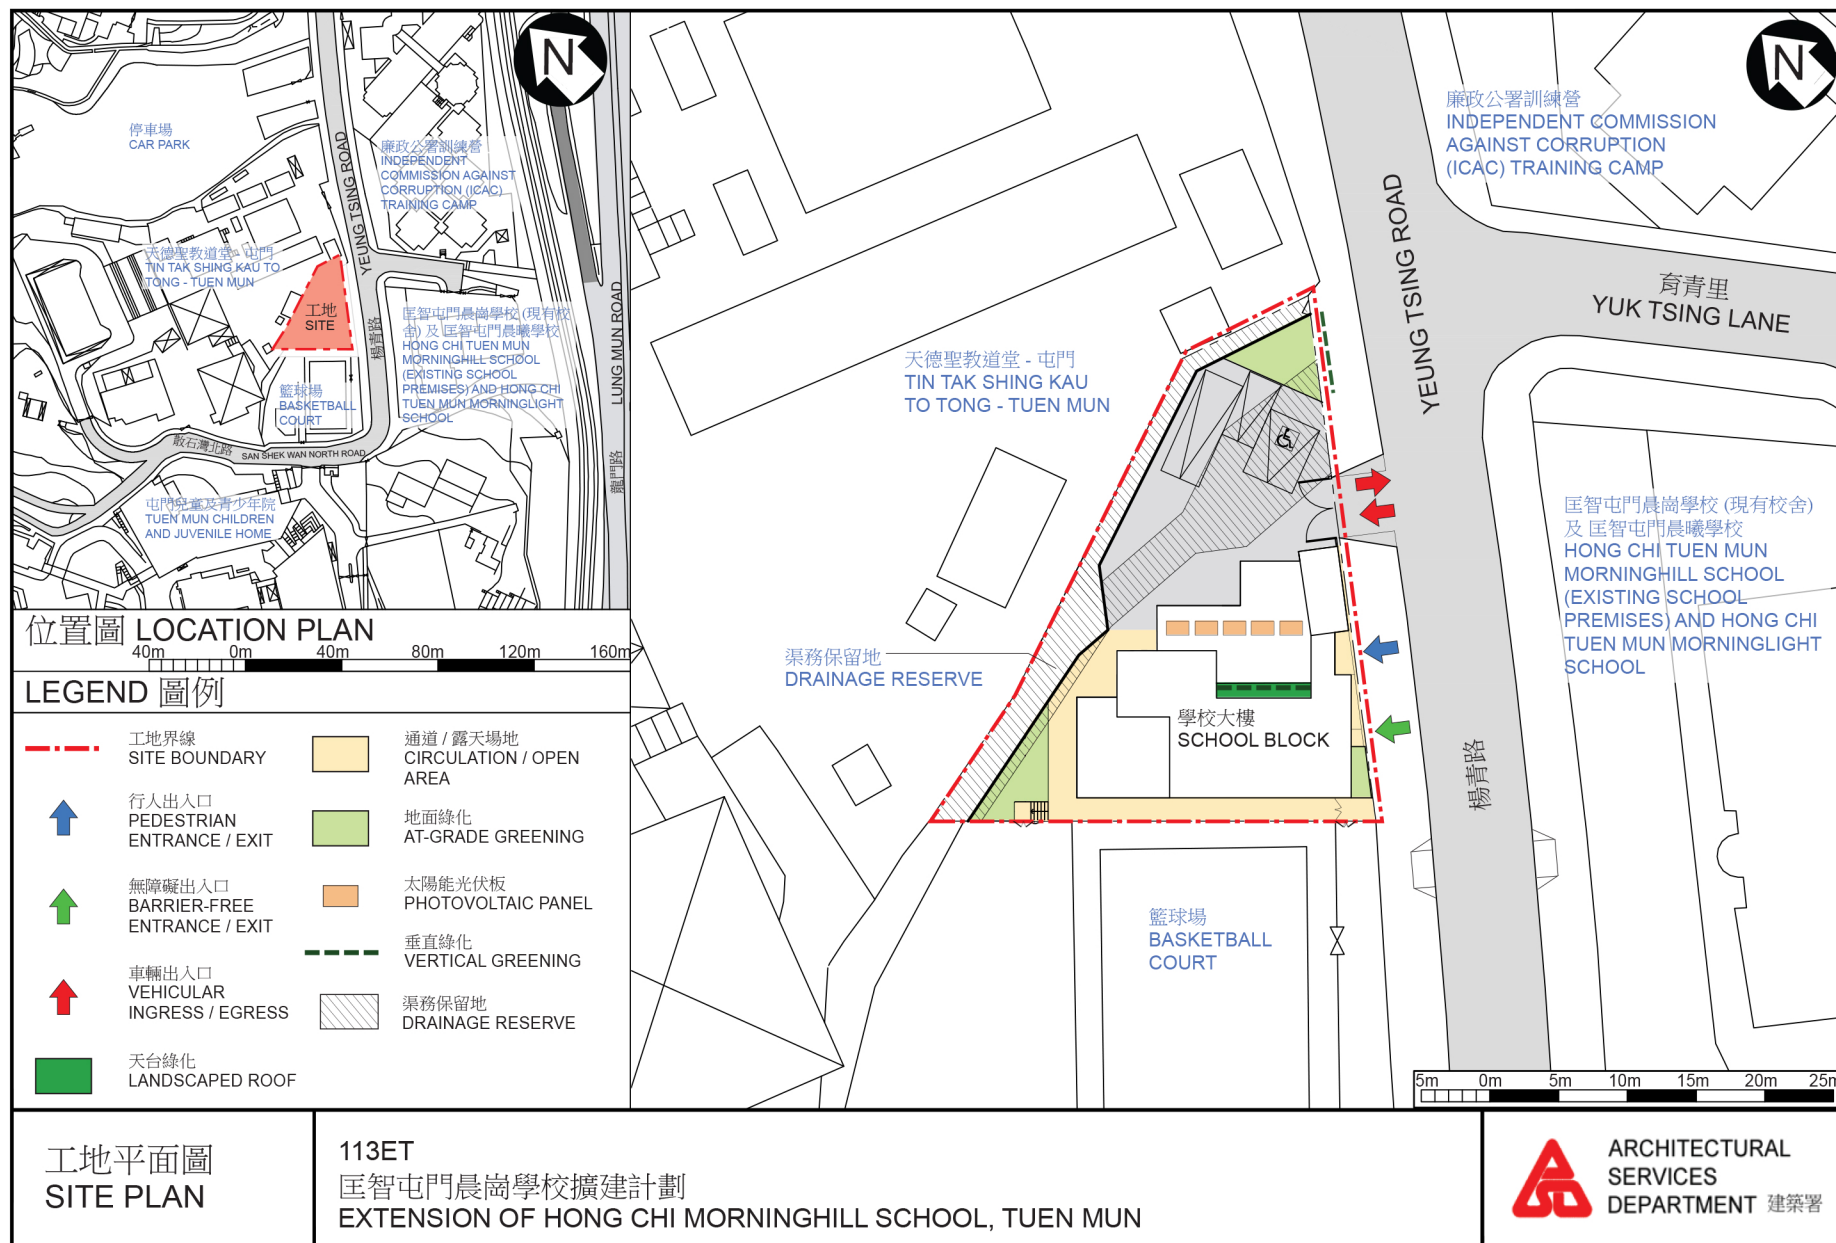 N
停車場
CAR PARK
YEUNG TSING ROAD
廉政公署訓練營
INDEPENDENT
COMMISSION AGAINST
CORRUPTION (ICAC)
TRAINING CAMP
天德聖教道堂 - 屯門
TIN TAK SHING KAU TO
TONG - TUEN MUN
工地
SITE
楊青路
匡智屯門晨崗學校 (現有校
舍) 及 匡智屯門晨曦學校
HONG CHI TUEN MUN
MORNINGHILL SCHOOL
(EXISTING SCHOOL
PREMISES) AND HONG CHI
TUEN MUN MORNINGLIGHT
SCHOOL
LUNG MUN ROAD
龍門路
籃球場
BASKETBALL
COURT
散石灣北路
SAN SHEK WAN NORTH ROAD
屯門兒童及青少年院
TUEN MUN CHILDREN
AND JUVENILE HOME
位置圖 LOCATION PLAN
40m 0m 40m 80m 120m 160m
LEGEND 圖例
工地界線
SITE BOUNDARY
行人出入口
PEDESTRIAN
ENTRANCE / EXIT
無障礙出入口
BARRIER-FREE
ENTRANCE / EXIT
車輛出入口
VEHICULAR
INGRESS / EGRESS
天台綠化
LANDSCAPED ROOF
通道 / 露天場地
CIRCULATION / OPEN
AREA
地面綠化
AT-GRADE GREENING
太陽能光伏板
PHOTOVOLTAIC PANEL
垂直綠化
VERTICAL GREENING
渠務保留地
DRAINAGE RESERVE
N
廉政公署訓練營
INDEPENDENT COMMISSION
AGAINST CORRUPTION
(ICAC) TRAINING CAMP
YEUNG TSING ROAD
育青里
YUK TSING LANE
天德聖教道堂 - 屯門
TIN TAK SHING KAU
TO TONG - TUEN MUN
匡智屯門晨崗學校 (現有校舍)
及 匡智屯門晨曦學校
HONG CHI TUEN MUN
MORNINGHILL SCHOOL
(EXISTING SCHOOL
PREMISES) AND HONG CHI
TUEN MUN MORNINGLIGHT
SCHOOL
渠務保留地
DRAINAGE RESERVE
學校大樓
SCHOOL BLOCK
楊青路
籃球場
BASKETBALL
COURT
5m 0m 5m 10m 15m 20m 25m
工地平面圖
SITE PLAN
113ET
匡智屯門晨崗學校擴建計劃
EXTENSION OF HONG CHI MORNINGHILL SCHOOL, TUEN MUN
ARCHITECTURAL
SERVICES
DEPARTMENT 建築署